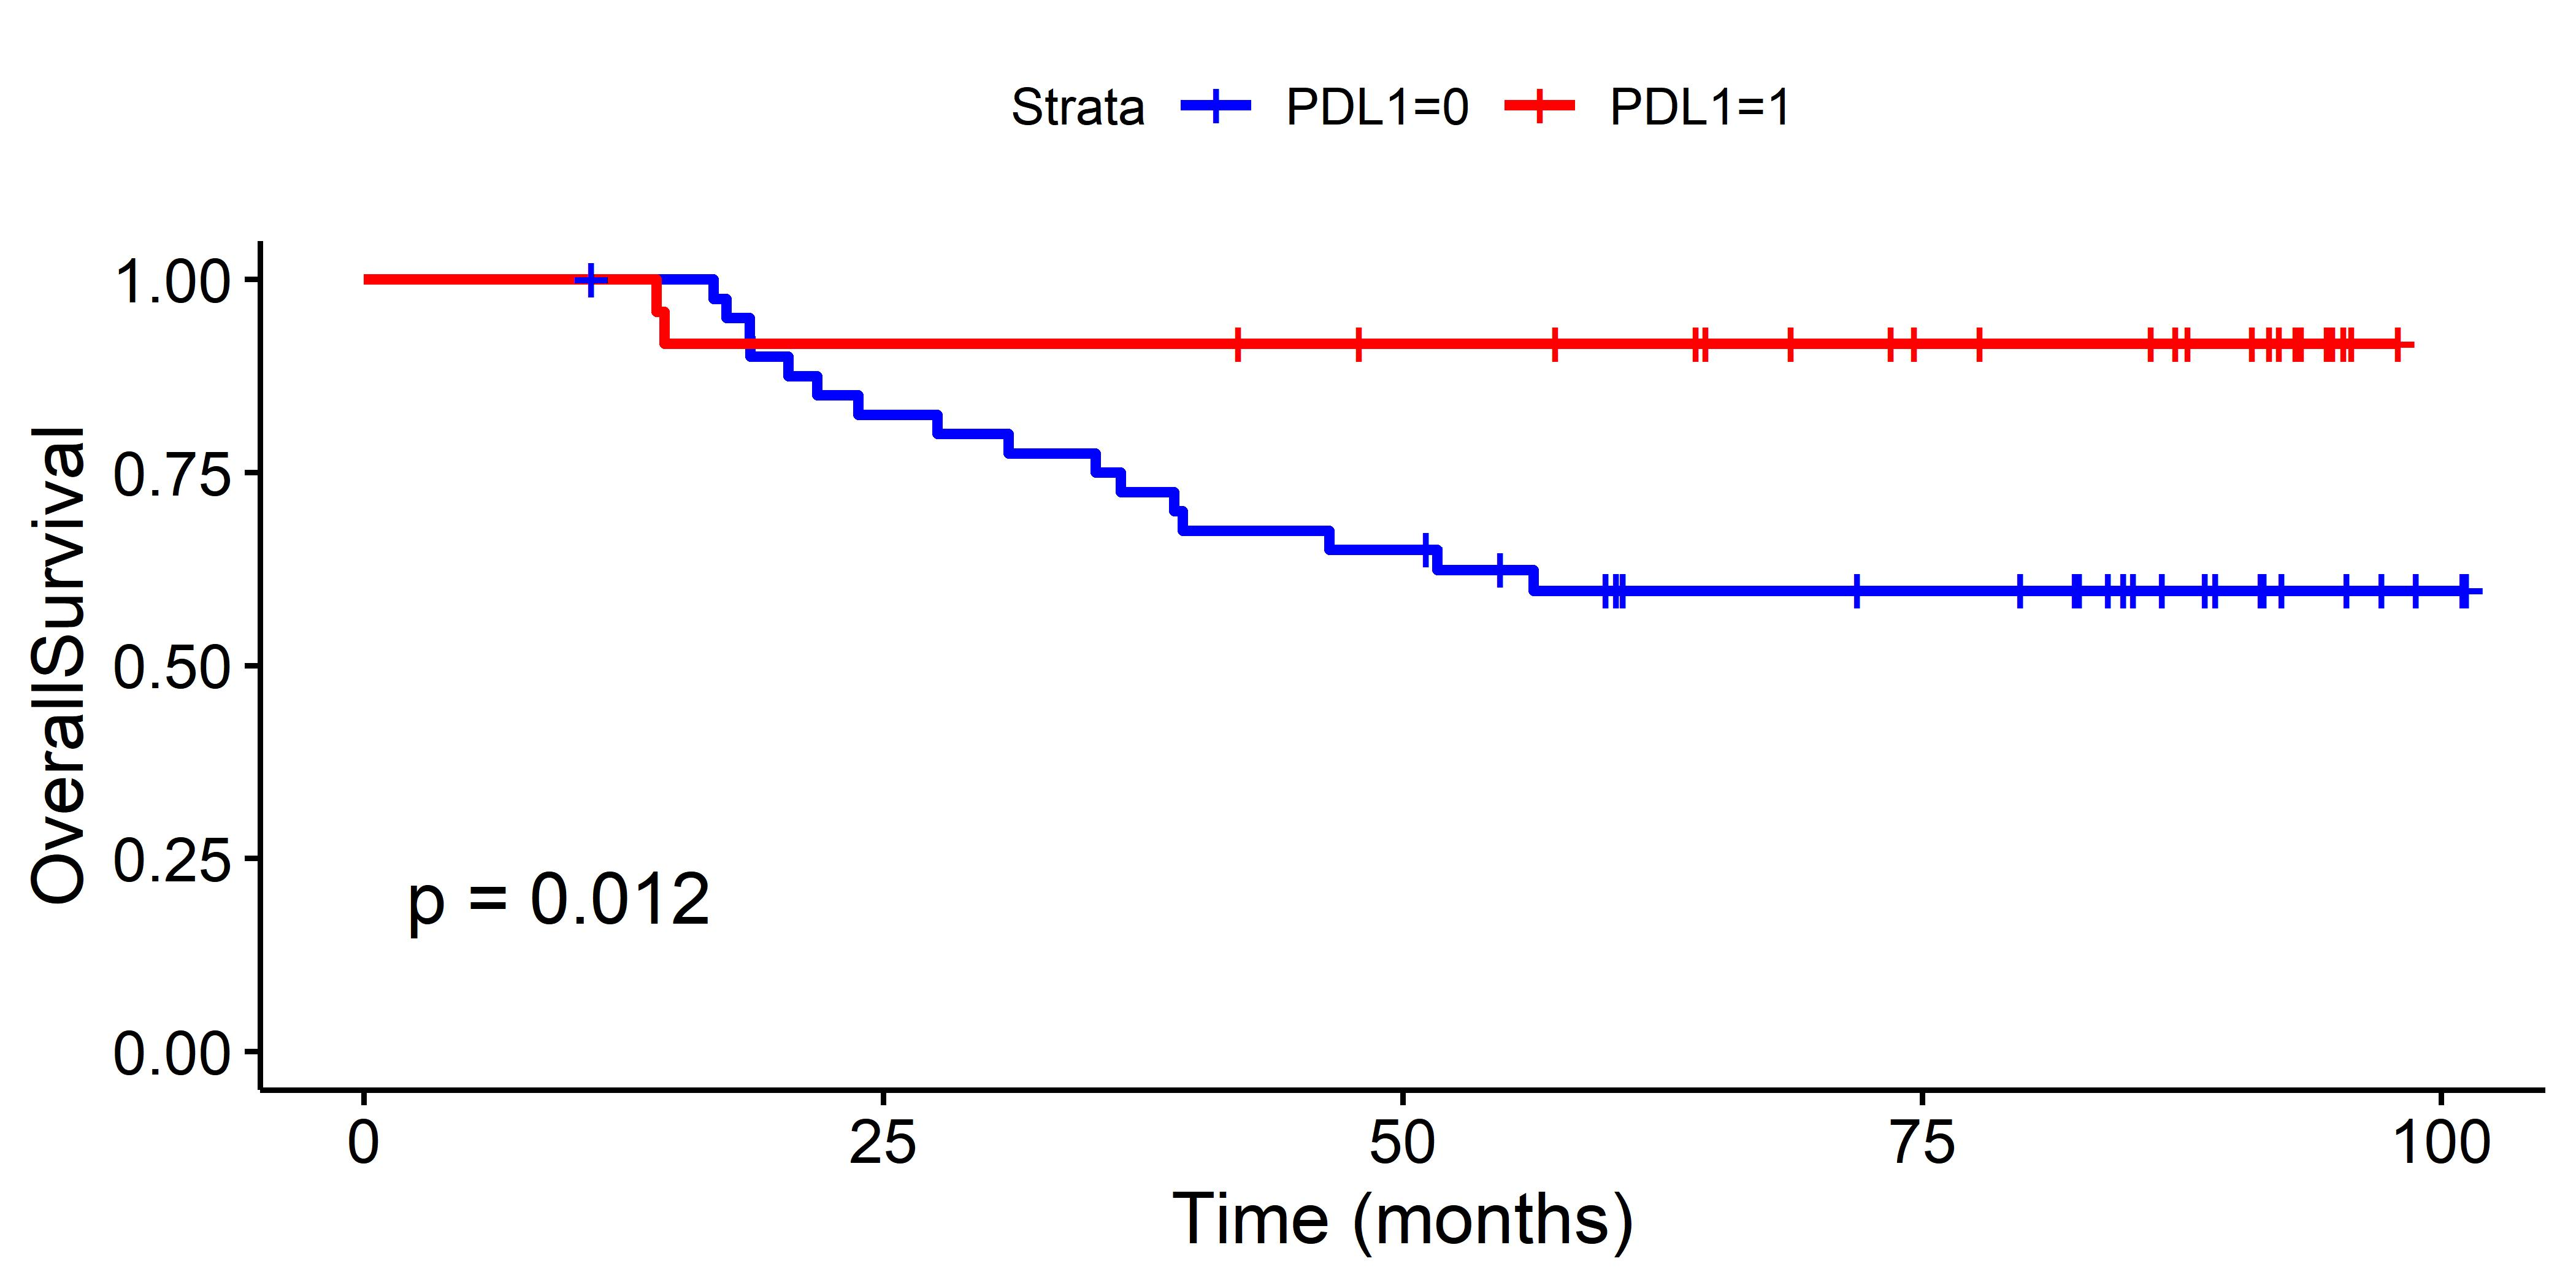 Strata PDL1=0 PDL1=1
OverallSurvival
1.00
0.75
0.50
0.25
0.00
p = 0.012
0 25 50 75 100
Time (months)